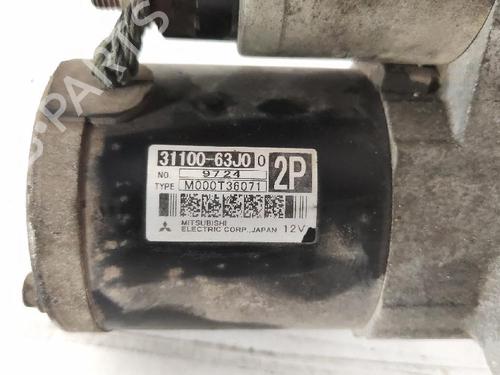 31100-63J0 0 2P
NO. 9724
TYPE M000T36071
MITSUBISHI
ELECTRIC CORP., JAPAN 12V
PARTS